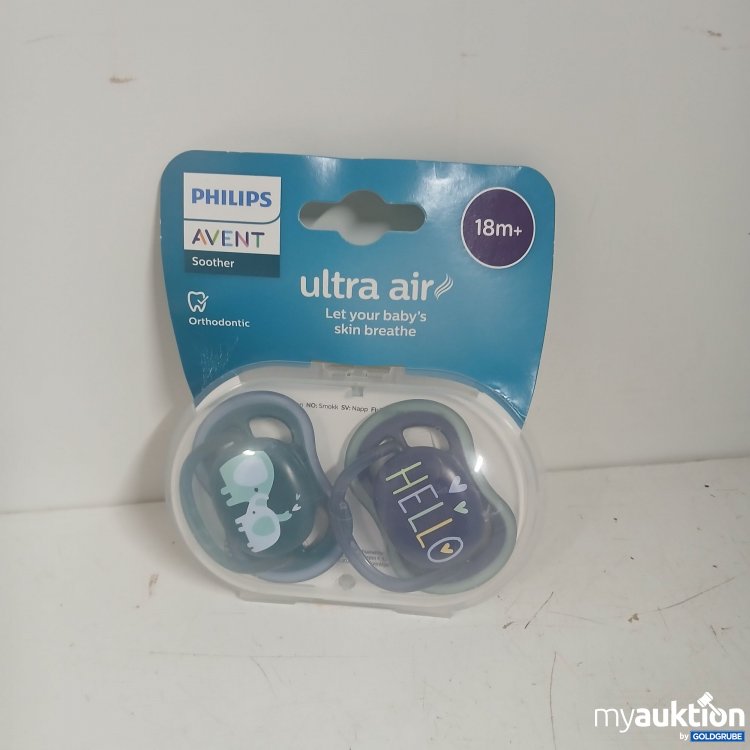 PHILIPS
AVENT
Soother
18m+
Orthodontic
ultra air
Let your baby's
skin breathe
NO: Smokk SV: Napp
HELLO
myauktion
by GOLDGRUBE